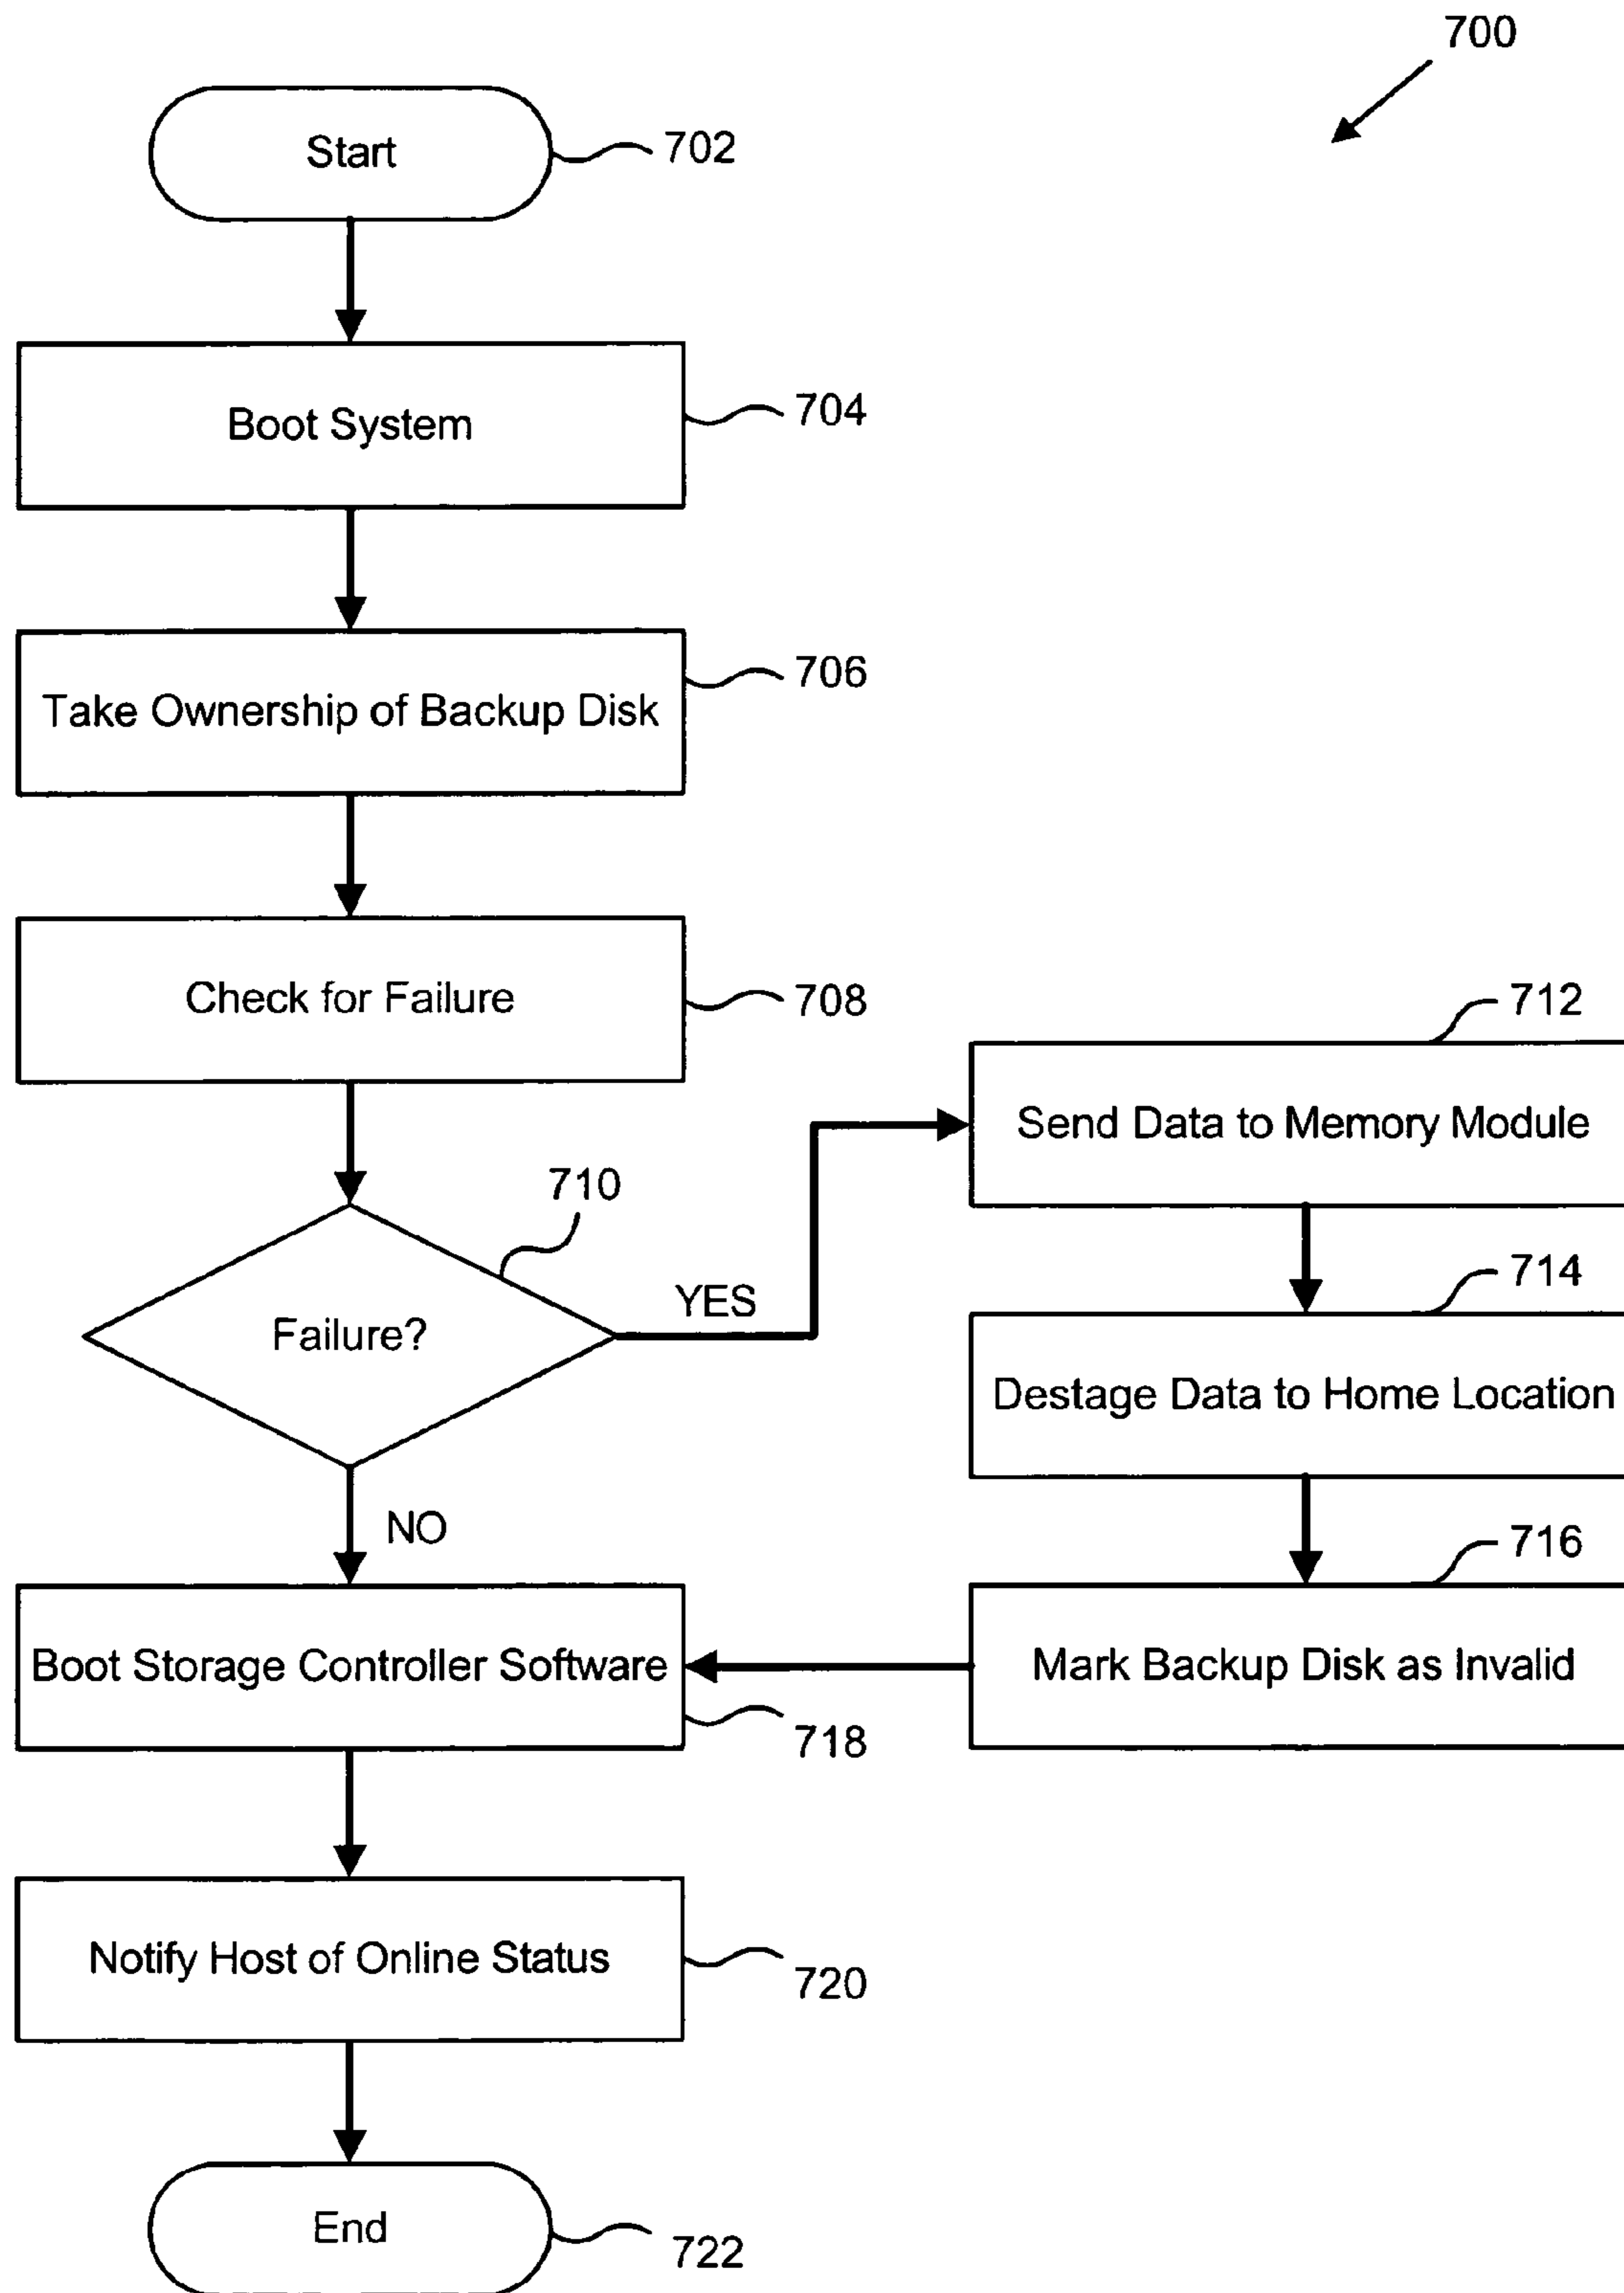 700
Start
702
Boot System
704
Take Ownership of Backup Disk
706
Check for Failure
708
712
Send Data to Memory Module
710
Failure?
YES
714
Destage Data to Home Location
NO
716
Mark Backup Disk as Invalid
Boot Storage Controller Software
718
Notify Host of Online Status
720
End
722